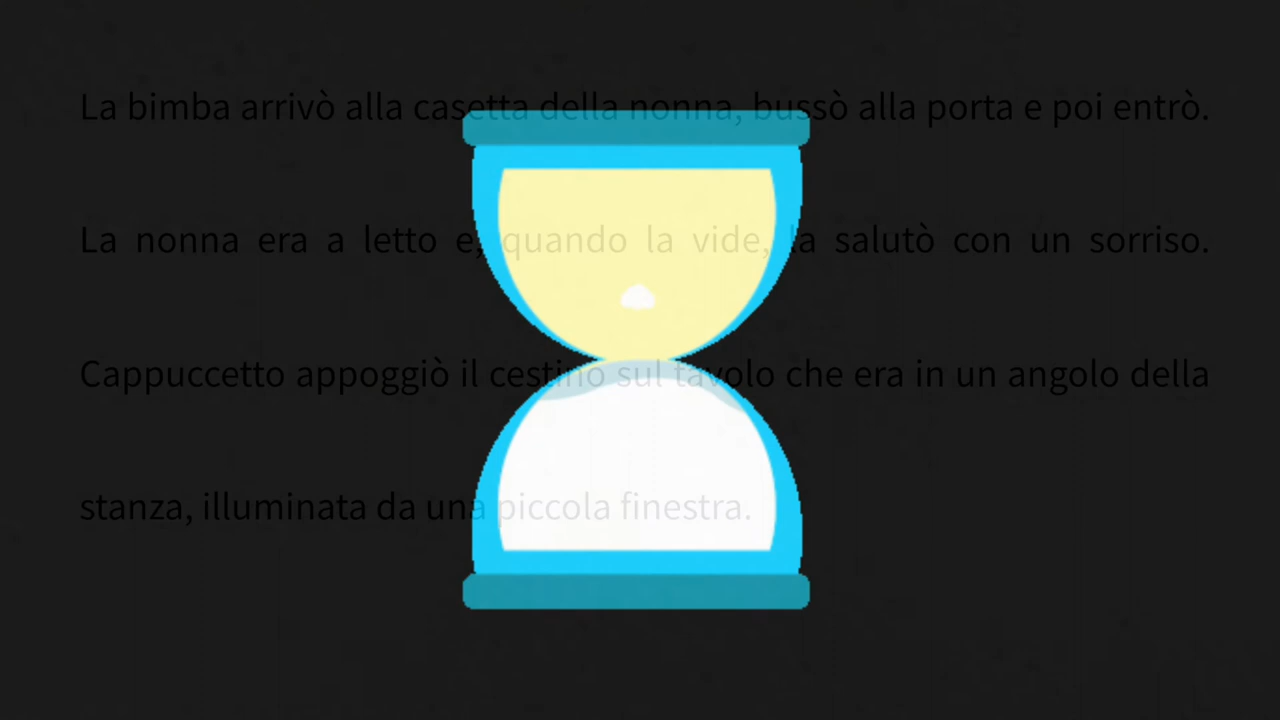 La bimba arrivò alla casetta della nonna, bussò alla porta e poi entrò.
La nonna era a letto e, quando la vide, la salutò con un sorriso.
Cappuccetto appoggiò il cestino sul tavolo che era in un angolo della
stanza, illuminata da una piccola finestra.